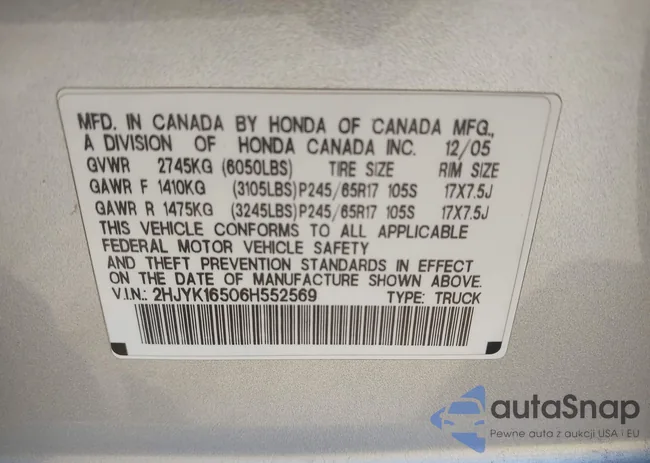 MFD. IN CANADA BY HONDA OF CANADA MFG.,
A DIVISION OF HONDA CANADA INC. 12/05
GVWR 2745KG (6050LBS) TIRE SIZE RIM SIZE
GAWR F 1410KG (3105LBS)P245/65R17 105S 17X7.5J
GAWR R 1475KG (3245LBS)P245/65R17 105S 17X7.5J
THIS VEHICLE CONFORMS TO ALL APPLICABLE
FEDERAL MOTOR VEHICLE SAFETY
AND THEFT PREVENTION STANDARDS IN EFFECT
ON THE DATE OF MANUFACTURE SHOWN ABOVE.
V.I.N.: 2HJYK16506H552569 TYPE: TRUCK
autaSnap
Pewne auta z aukcji USA i EU